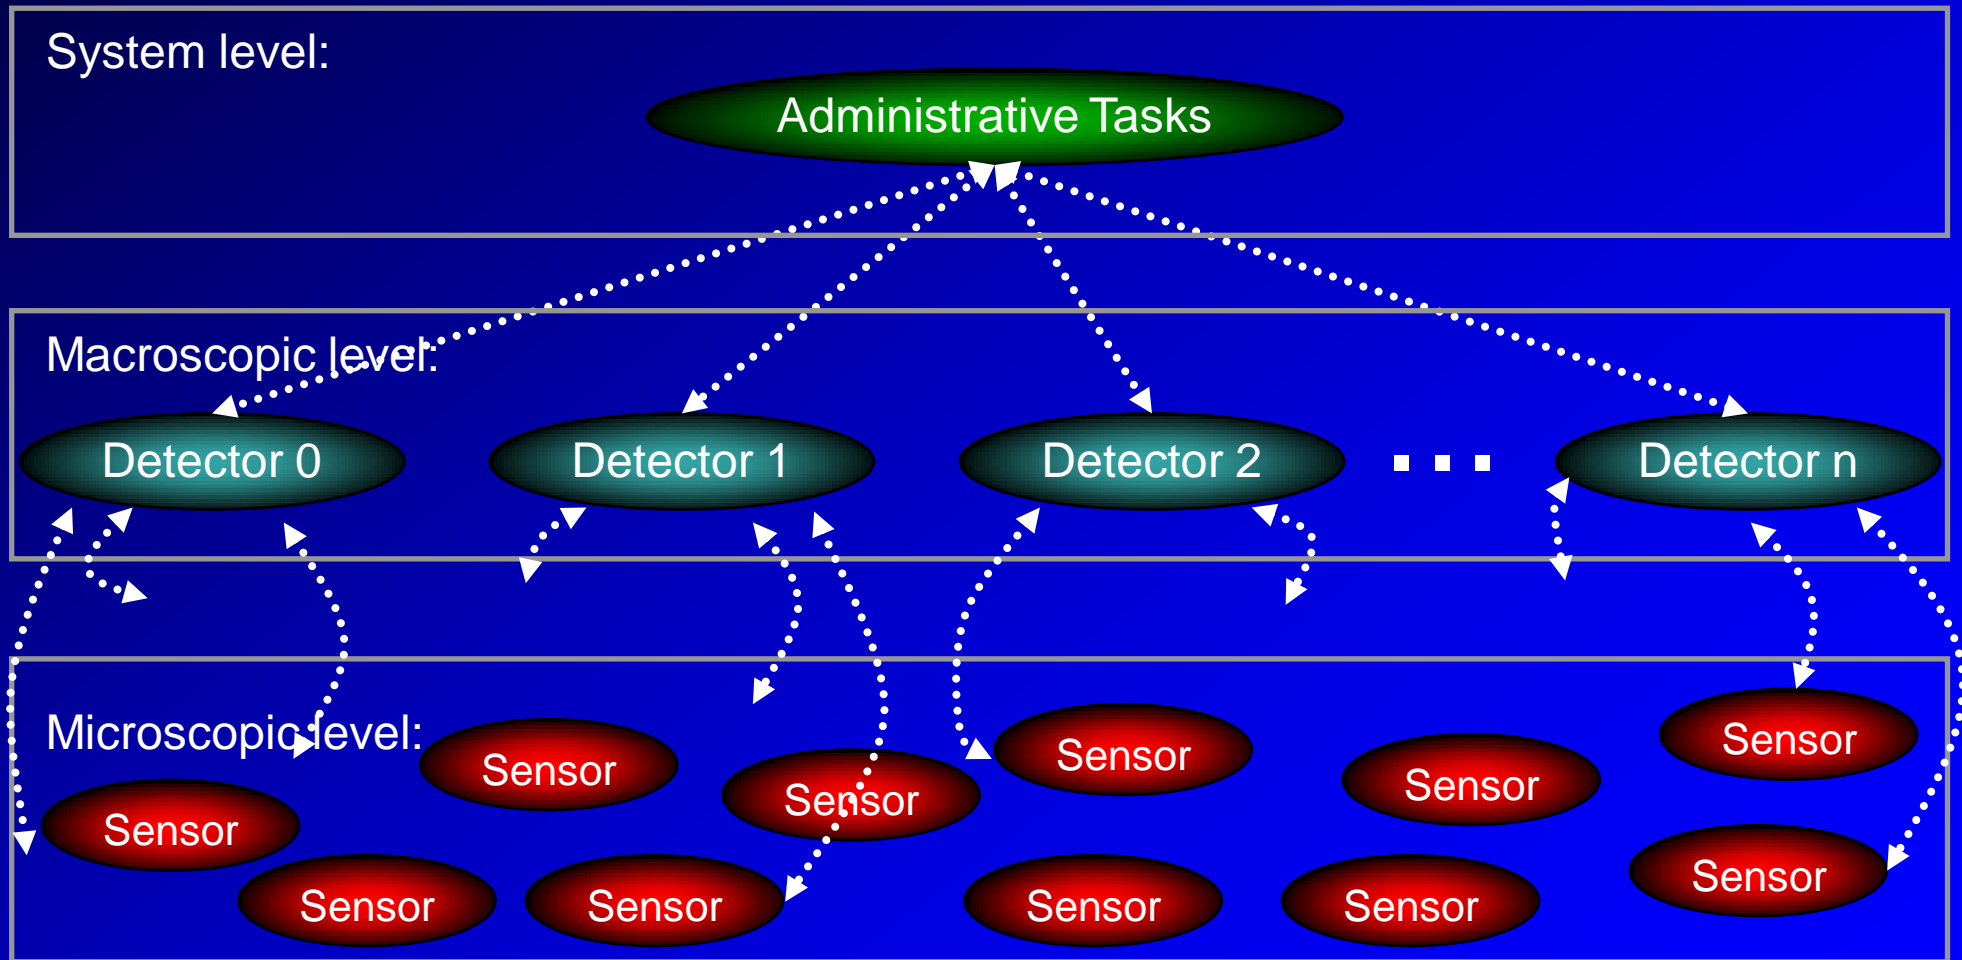 System level:
Administrative Tasks
Macroscopic level:
Detector 0
Detector 1
Detector 2
...
Detector n
Microscopic level:
Sensor
Sensor
Sensor
Sensor
Sensor
Sensor
Sensor
Sensor
Sensor
Sensor
Sensor